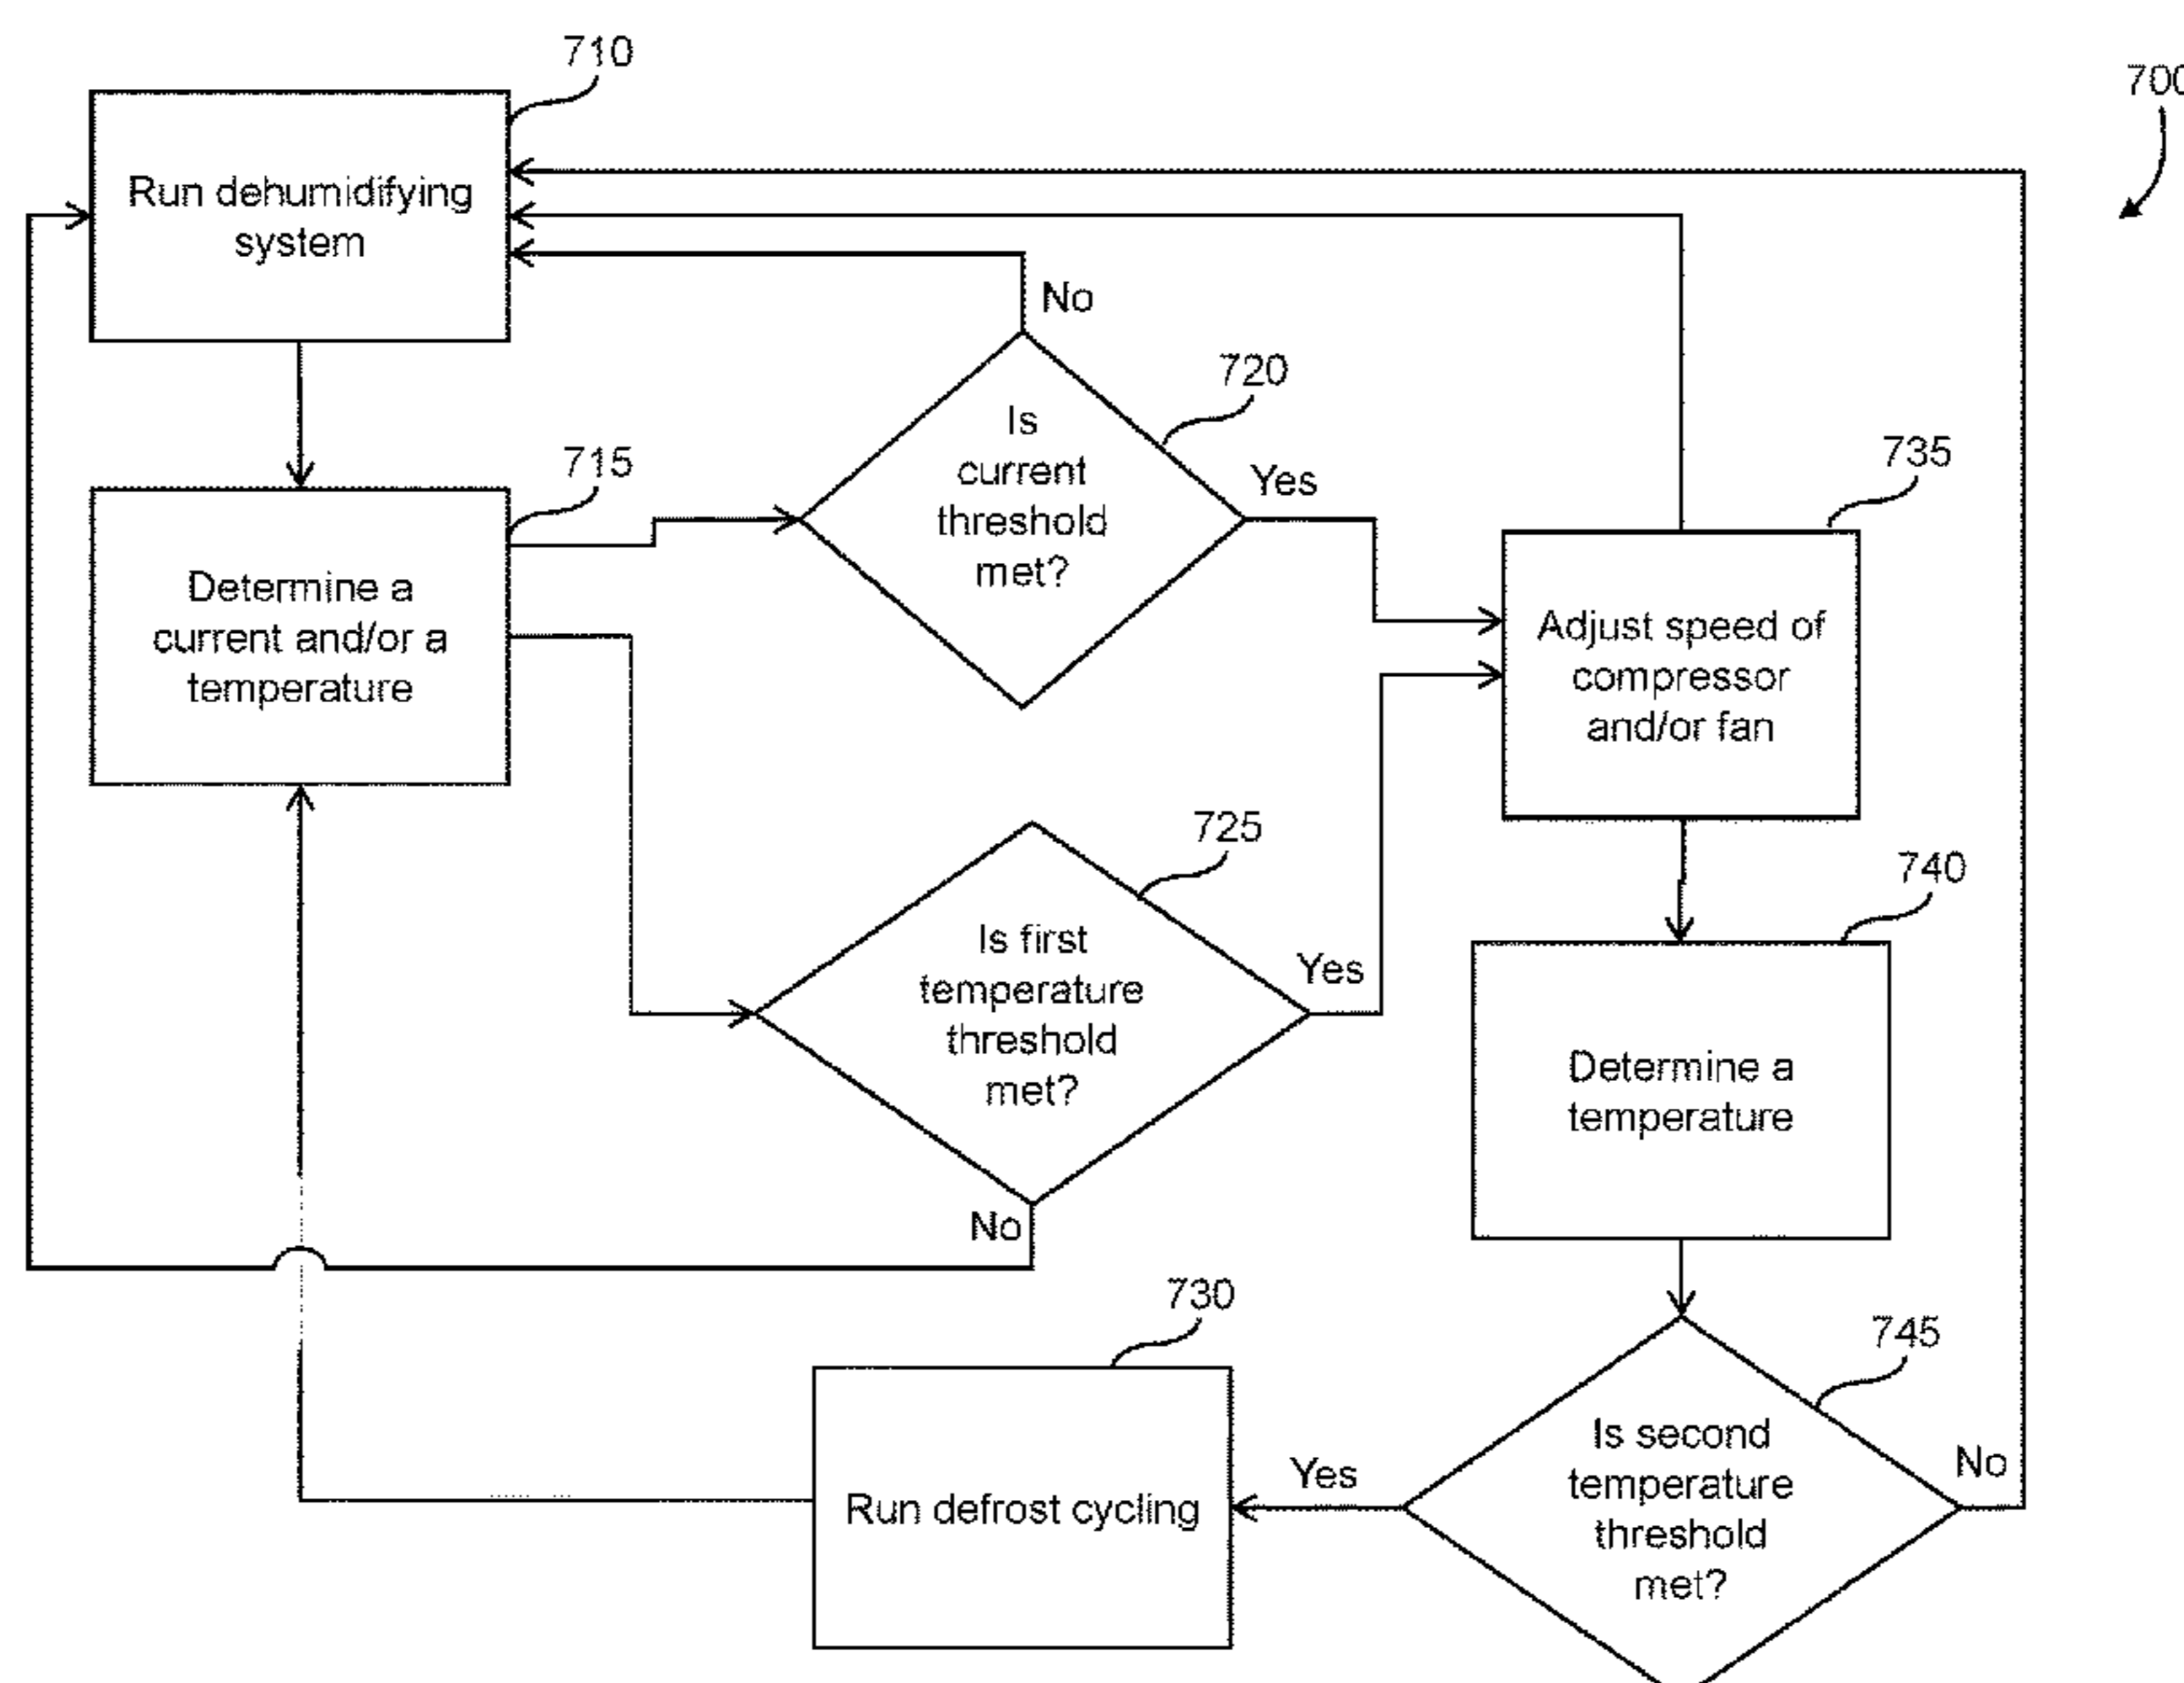 710
700
Run dehumidifying
system
No
720
Is
current
threshold
met?
Yes
715
735
Determine a
current and/or a
temperature
Adjust speed of
compressor
and/or fan
725
740
Is first
temperature
threshold
met?
Yes
Determine a
temperature
No
730
745
Is second
temperature
threshold
met?
Yes
No
Run defrost cycling